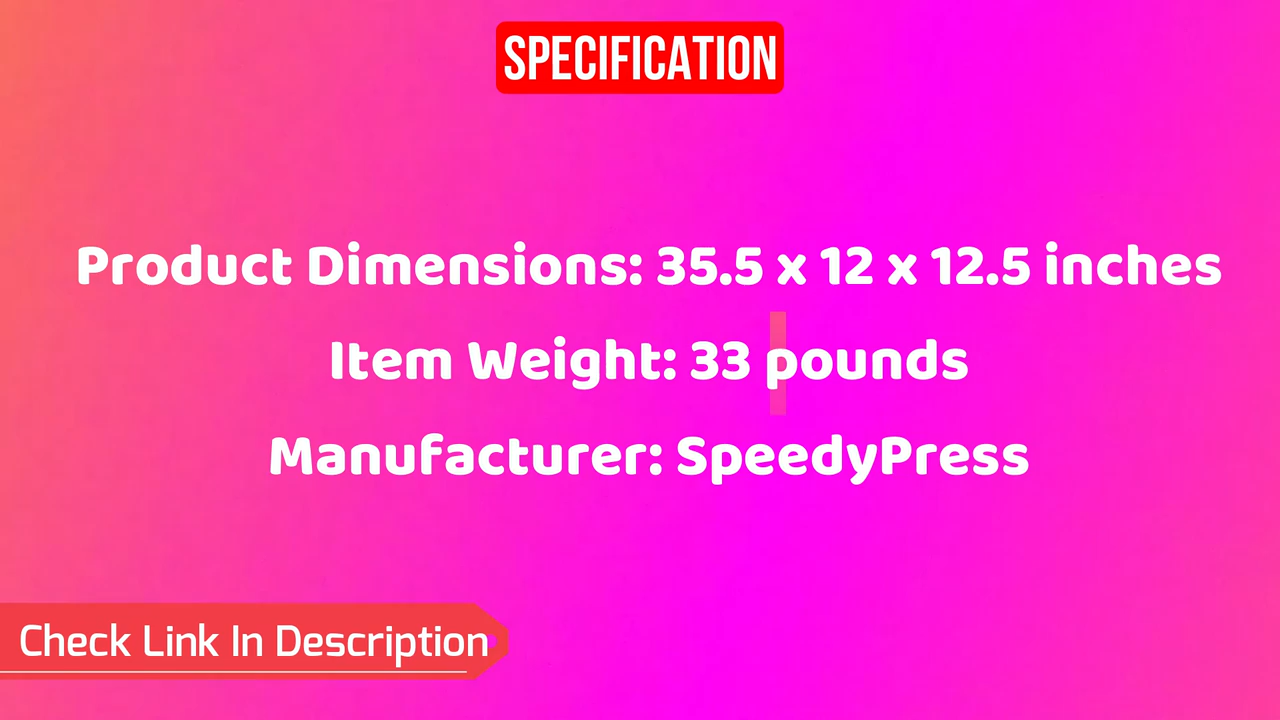 SPECIFICATION
Product Dimensions: 35.5 x 12 x 12.5 inches
Item Weight: 33 pounds
Manufacturer: SpeedyPress
Check Link In Description